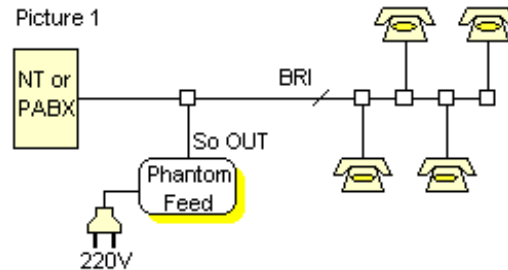 Picture 1
NT or
PABX
BRI
So OUT
Phantom
Feed
220V